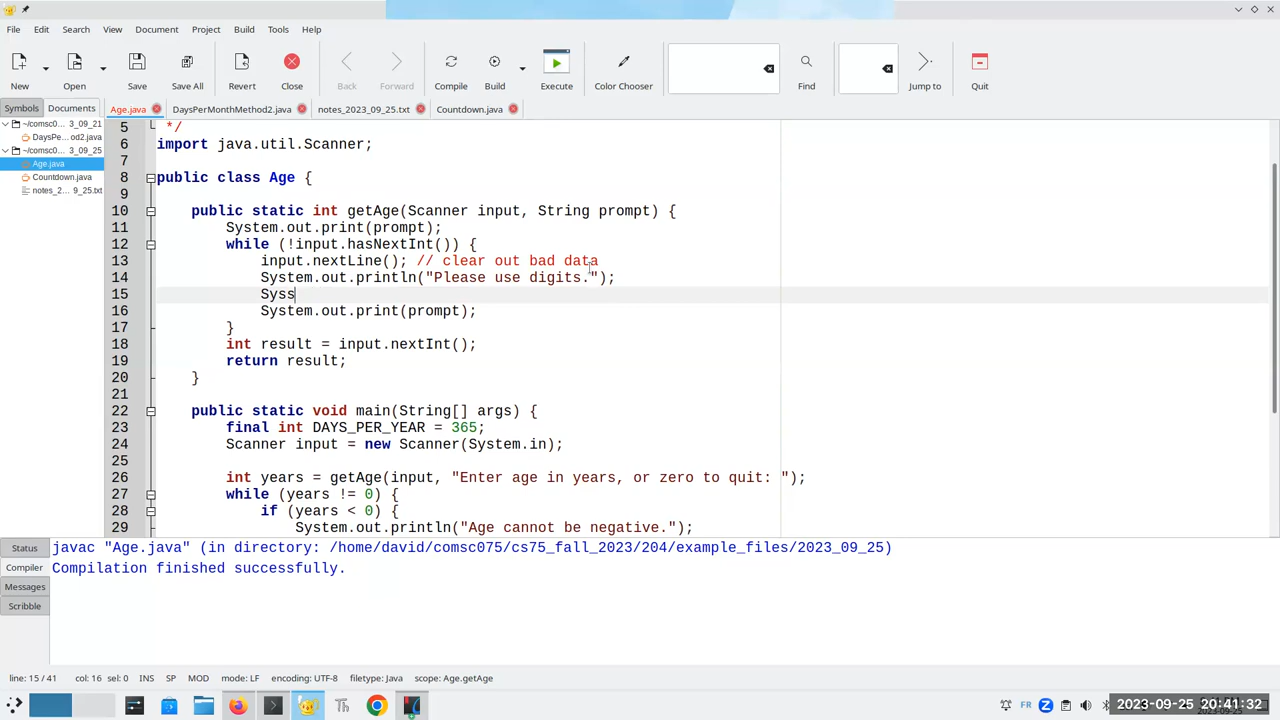 File Edit Search View Document Project Build Tools Help
New Open Save Save All Revert Close Back Forward Compile Build Execute Color Chooser Find Jump to Quit
Symbols Documents Age.java DaysPerMonthMethod2.java notes_2023_09_25.txt Countdown.java
~/comsc0... 3_09_21
DaysPe... od2.java
~/comsc0... 3_09_25
Age.java
Countdown.java
notes_2... 9_25.txt
5 */
6 import java.util.Scanner;
7
8 public class Age {
9
10 public static int getAge(Scanner input, String prompt) {
11 System.out.print(prompt);
12 while (!input.hasNextInt()) {
13 input.nextLine(); // clear out bad data
14 System.out.println("Please use digits.");
15 Syss
16 System.out.print(prompt);
17 }
18 int result = input.nextInt();
19 return result;
20 }
21
22 public static void main(String[] args) {
23 final int DAYS_PER_YEAR = 365;
24 Scanner input = new Scanner(System.in);
25
26 int years = getAge(input, "Enter age in years, or zero to quit: ");
27 while (years != 0) {
28 if (years < 0) {
29 System.out.println("Age cannot be negative.");
Status
Compiler
Messages
Scribble
javac "Age.java" (in directory: /home/david/comsc075/cs75_fall_2023/204/example_files/2023_09_25)
Compilation finished successfully.
line: 15 / 41 col: 16 sel: 0 INS SP MOD mode: LF encoding: UTF-8 filetype: Java scope: Age.getAge
FR 2023-09-25 20:41:32